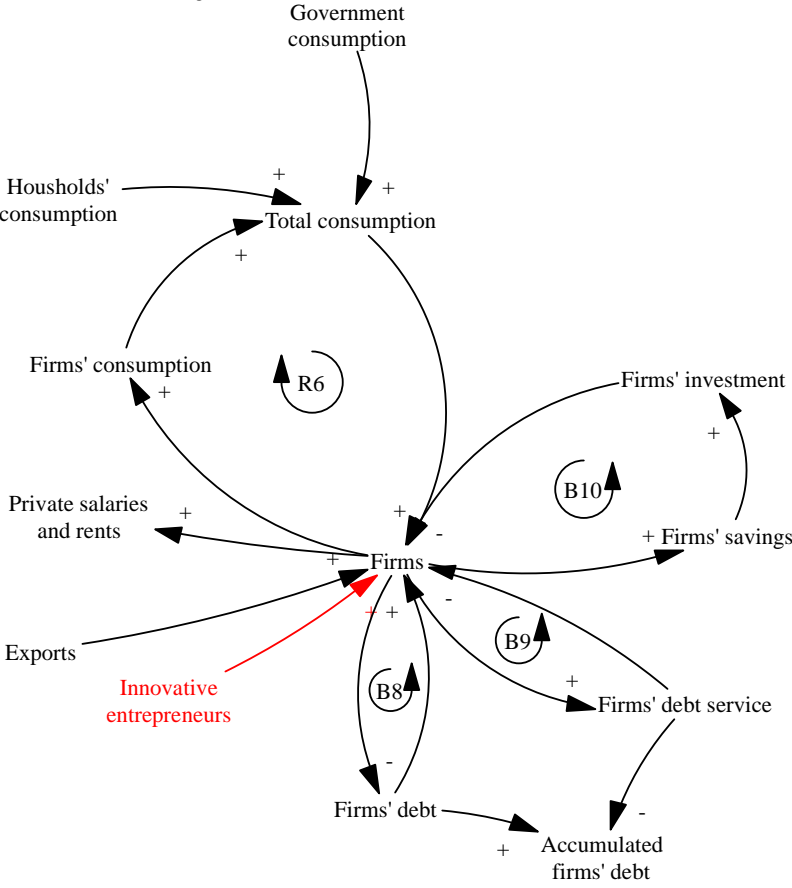 Government
consumption
+
+
Housholds'
consumption
Total consumption
+
Firms' consumption
+
R6
Firms' investment
+
B10
Private salaries
and rents
+
+
-
+ Firms' savings
+
Firms
Exports
+ +
-
B9
Innovative
entrepreneurs
B8
+
Firms' debt service
-
Firms' debt
-
+
Accumulated
firms' debt